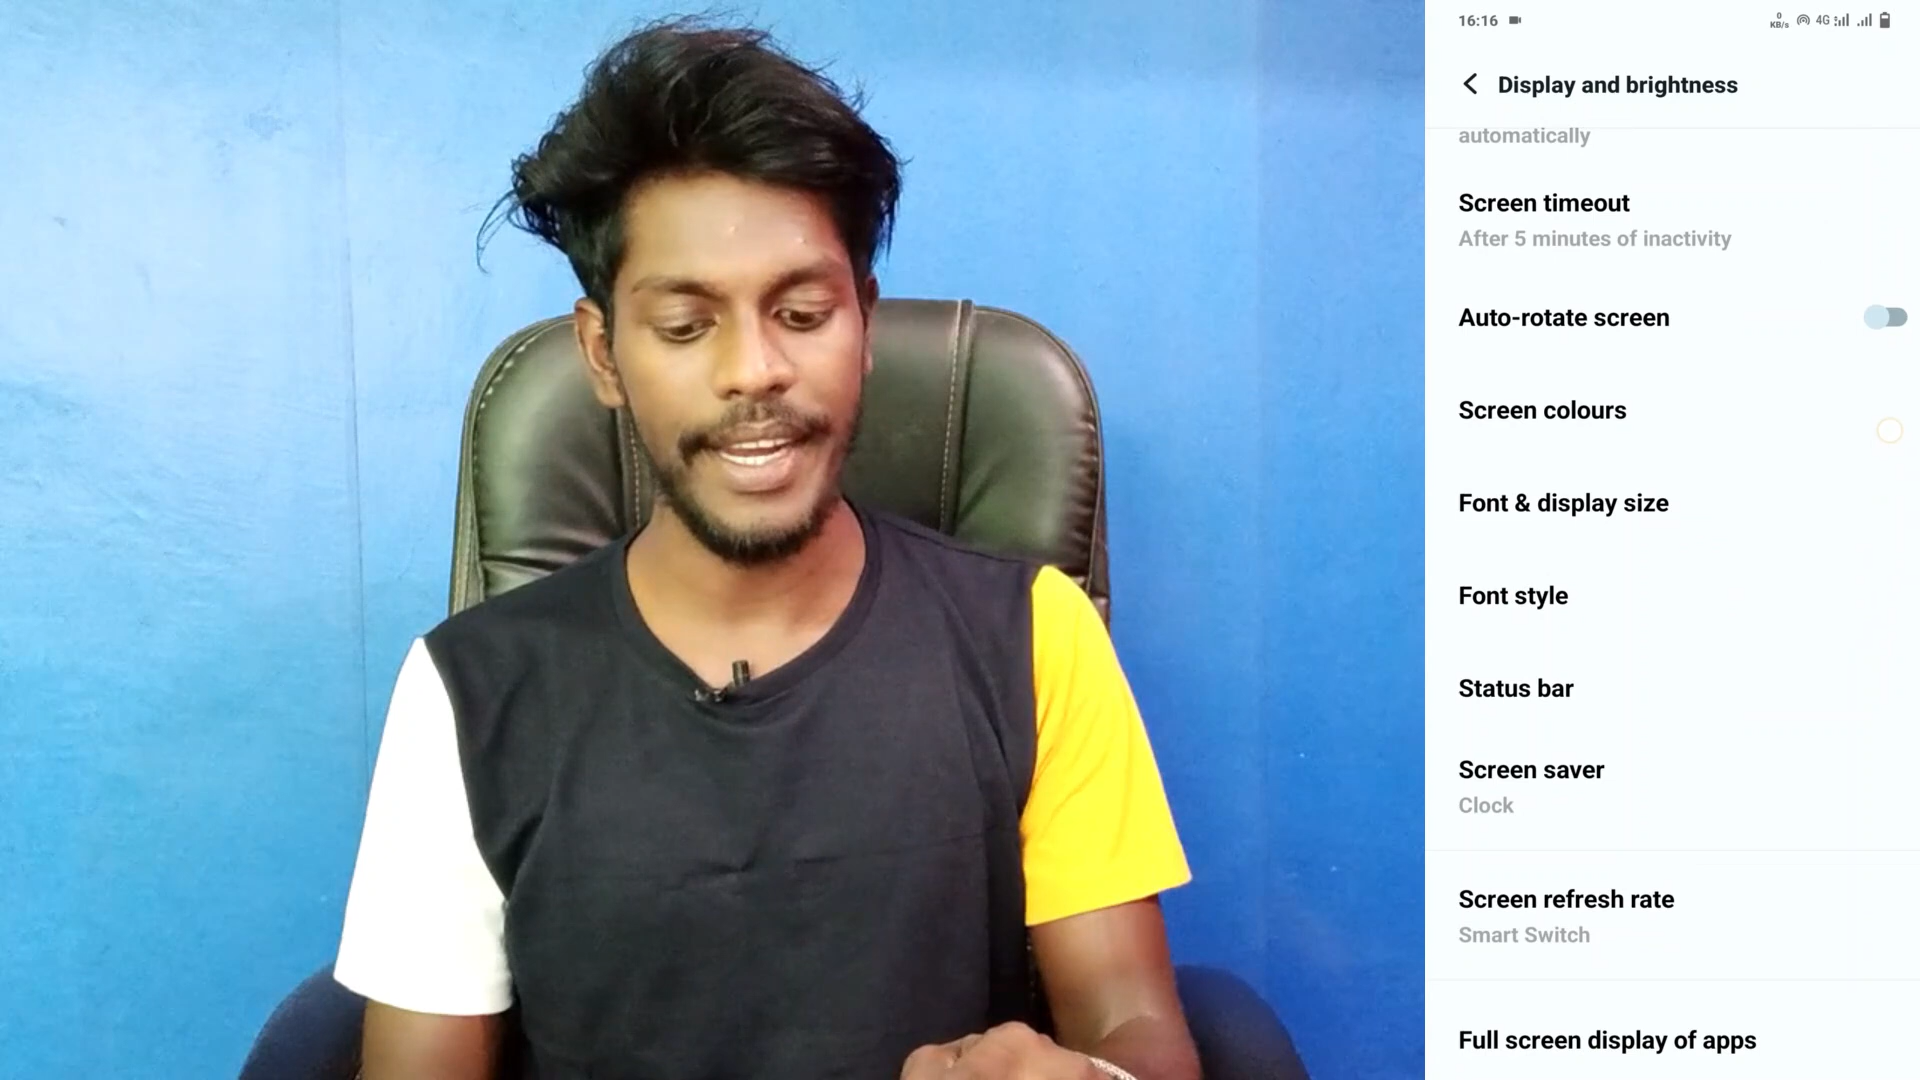 16:16
0 KB/s 4G
Display and brightness
automatically
Screen timeout
After 5 minutes of inactivity
Auto-rotate screen
Screen colours
Font & display size
Font style
Status bar
Screen saver
Clock
Screen refresh rate
Smart Switch
Full screen display of apps